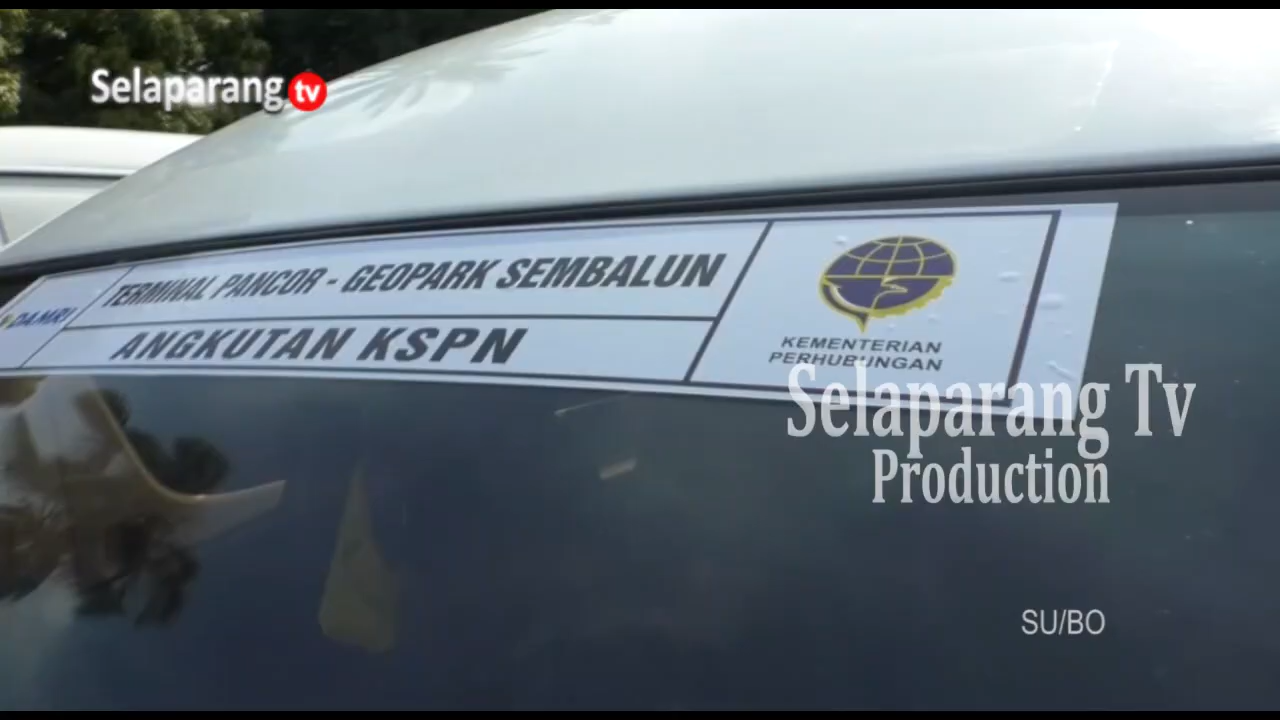 Selaparang tv
DAMRI
TERMINAL PANCOR - GEOPARK SEMBALUN
ANGKUTAN KSPN
KEMENTERIAN
PERHUBUNGAN
Selaparang Tv
Production
SU/BO